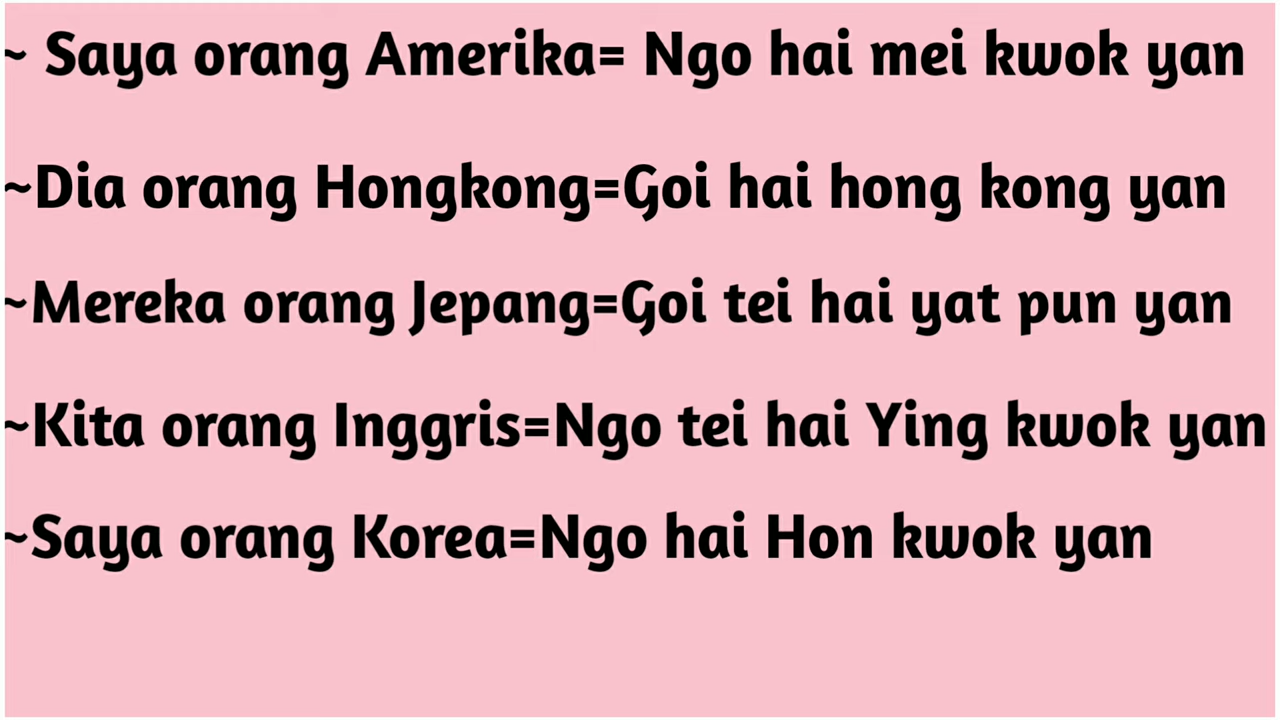 ~ Saya orang Amerika= Ngo hai mei kwok yan
~Dia orang Hongkong=Goi hai hong kong yan
~Mereka orang Jepang=Goi tei hai yat pun yan
~Kita orang Inggris=Ngo tei hai Ying kwok yan
~Saya orang Korea=Ngo hai Hon kwok yan